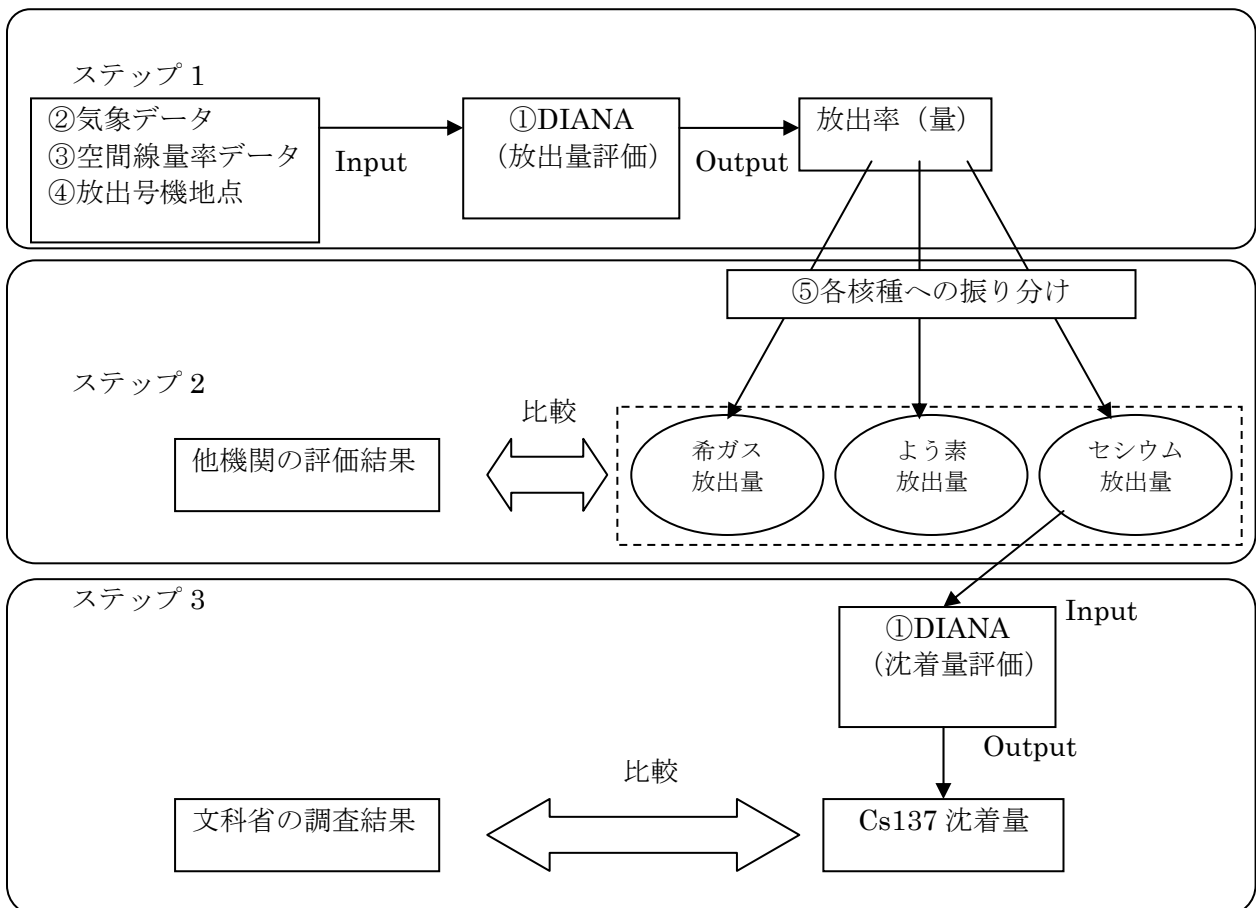 ステップ 1
②気象データ
③空間線量率データ
④放出号機地点
Input
①DIANA
(放出量評価)
Output
放出率（量）
⑤各核種への振り分け
ステップ 2
比較
他機関の評価結果
希ガス
放出量
よう素
放出量
セシウム
放出量
ステップ 3
Input
①DIANA
(沈着量評価)
Output
比較
文科省の調査結果
Cs137 沈着量